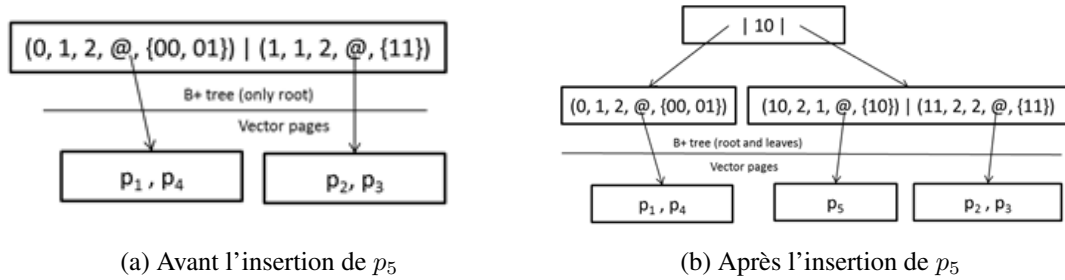 (0, 1, 2, @, {00, 01}) | (1, 1, 2, @, {11})
B+ tree (only root)
Vector pages
p₁ , p₄
p₂, p₃
(a) Avant l'insertion de p₅
| 10 |
(0, 1, 2, @, {00, 01})
(10, 2, 1, @, {10}) | (11, 2, 2, @, {11})
B+ tree (root and leaves)
Vector pages
p₁ , p₄
p₅
p₂, p₃
(b) Après l'insertion de p₅